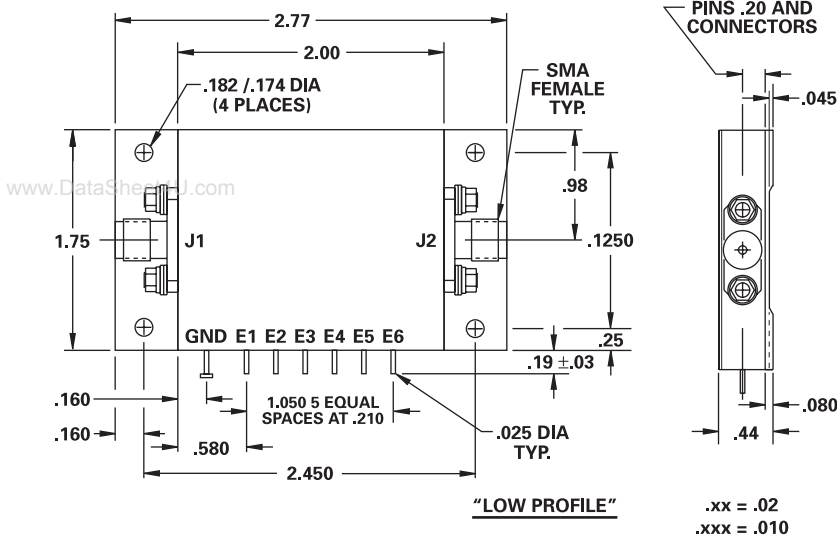 PINS .20 AND
CONNECTORS
2.77
2.00
.182 /.174 DIA
(4 PLACES)
SMA
FEMALE
TYP.
.045
www.DataSheet4U.com
.98
1.75
J1
J2
.1250
GND E1 E2 E3 E4 E5 E6
.25
.19 ±.03
.160
1.050 5 EQUAL
SPACES AT .210
.080
.160
.580
.025 DIA
TYP.
.44
2.450
"LOW PROFILE"
.xx = .02
.xxx = .010